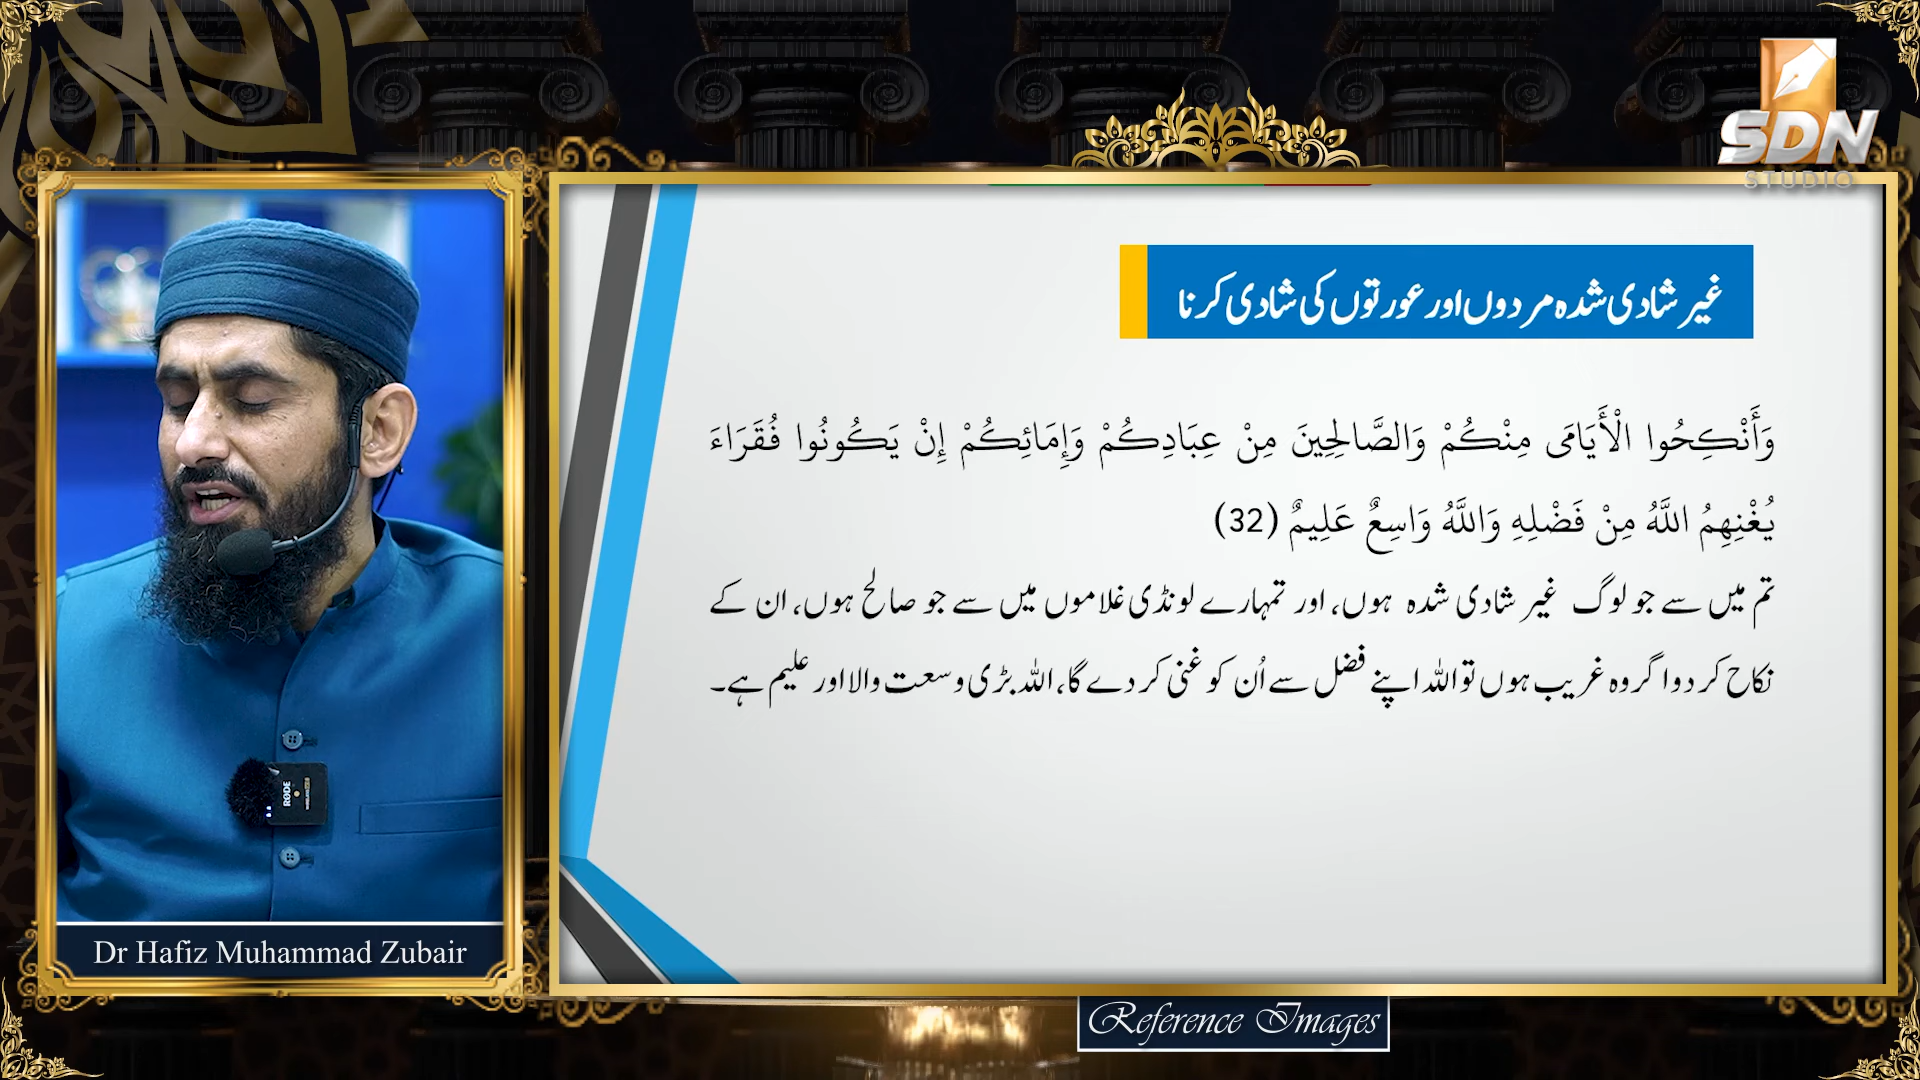 SDN
STUDIO
غیر شادی شدہ مردوں اور عورتوں کی شادی کرنا
وَأَنْكِحُوا الْأَيَامَى مِنْكُمْ وَالصَّالِحِينَ مِنْ عِبَادِكُمْ وَإِمَائِكُمْ إِنْ يَكُونُوا فُقَرَاءَ
يُغْنِهِمُ اللَّهُ مِنْ فَضْلِهِ وَاللَّهُ وَاسِعٌ عَلِيمٌ (32)
تم میں سے جو لوگ غیر شادی شدہ ہوں، اور تمہارے لونڈی غلاموں میں سے جو صالح ہوں، ان کے
نکاح کر دو اگر وہ غریب ہوں تو اللہ اپنے فضل سے اُن کو غنی کر دے گا، اللہ بڑی وسعت والا اور علیم ہے۔
RØDE
Dr Hafiz Muhammad Zubair
Reference Images